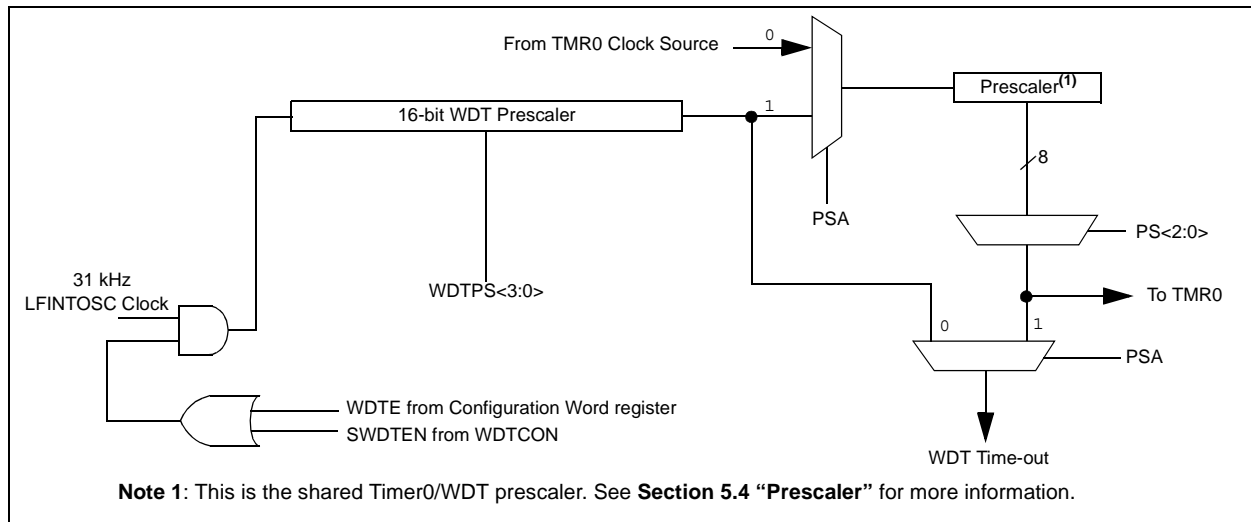 From TMR0 Clock Source
0
Prescaler(1)
16-bit WDT Prescaler
1
8
PSA
PS<2:0>
31 kHz
LFINTOSC Clock
WDTPS<3:0>
To TMR0
0
1
PSA
WDTE from Configuration Word register
SWDTEN from WDTCON
WDT Time-out
Note 1: This is the shared Timer0/WDT prescaler. See Section 5.4 “Prescaler” for more information.